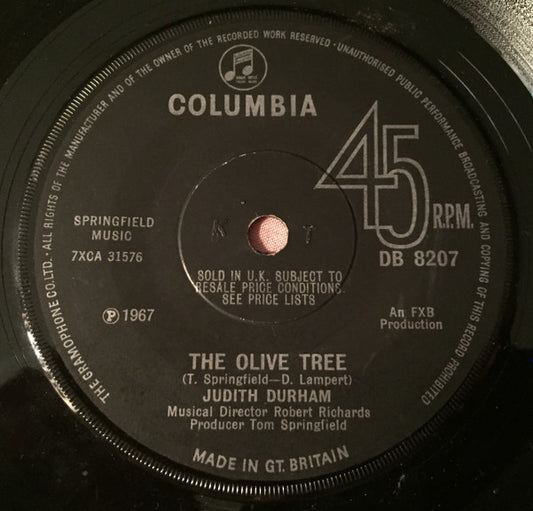 THE GRAMOPHONE CO. LTD. · ALL RIGHTS OF THE MANUFACTURER AND OF THE OWNER OF THE RECORDED WORK RESERVED · UNAUTHORISED PUBLIC PERFORMANCE BROADCASTING AND COPYING OF THIS RECORD PROHIBITED
COLUMBIA
45 R.P.M.
DB 8207
SPRINGFIELD
MUSIC
7XCA 31576
K T
SOLD IN U.K. SUBJECT TO
RESALE PRICE CONDITIONS.
SEE PRICE LISTS
℗ 1967
An FXB
Production
THE OLIVE TREE
(T. Springfield—D. Lampert)
JUDITH DURHAM
Musical Director Robert Richards
Producer Tom Springfield
MADE IN GT. BRITAIN